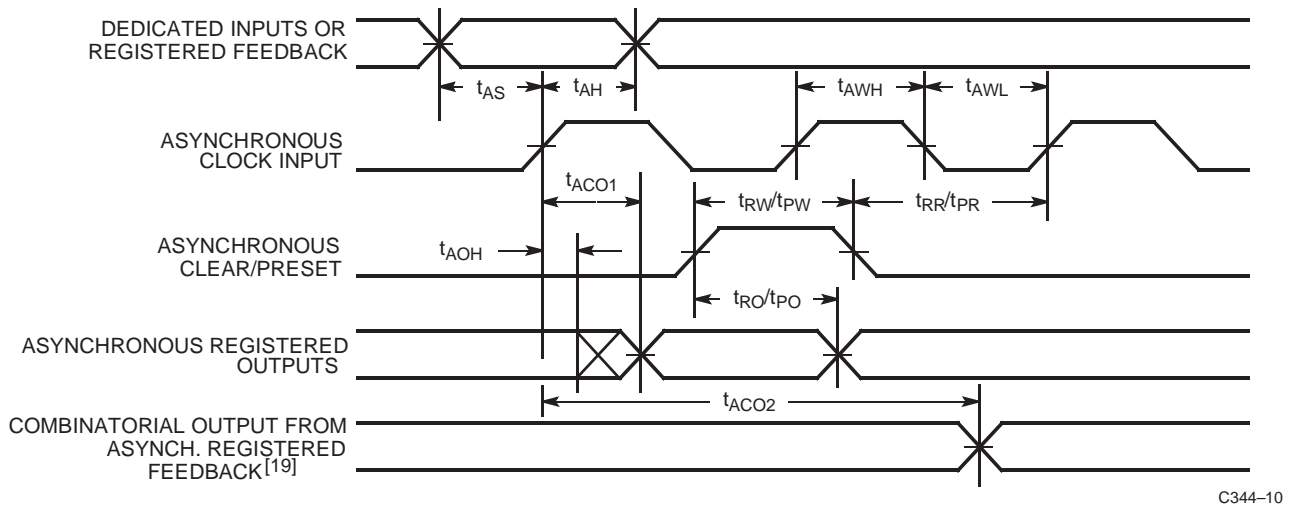 DEDICATED INPUTS OR
REGISTERED FEEDBACK
tAS
tAH
tAWH
tAWL
ASYNCHRONOUS
CLOCK INPUT
tACO1
tRW/tPW
tRR/tPR
ASYNCHRONOUS
CLEAR/PRESET
tAOH
tRO/tPO
ASYNCHRONOUS REGISTERED
OUTPUTS
tACO2
COMBINATORIAL OUTPUT FROM
ASYNCH. REGISTERED
FEEDBACK[19]
C344–10